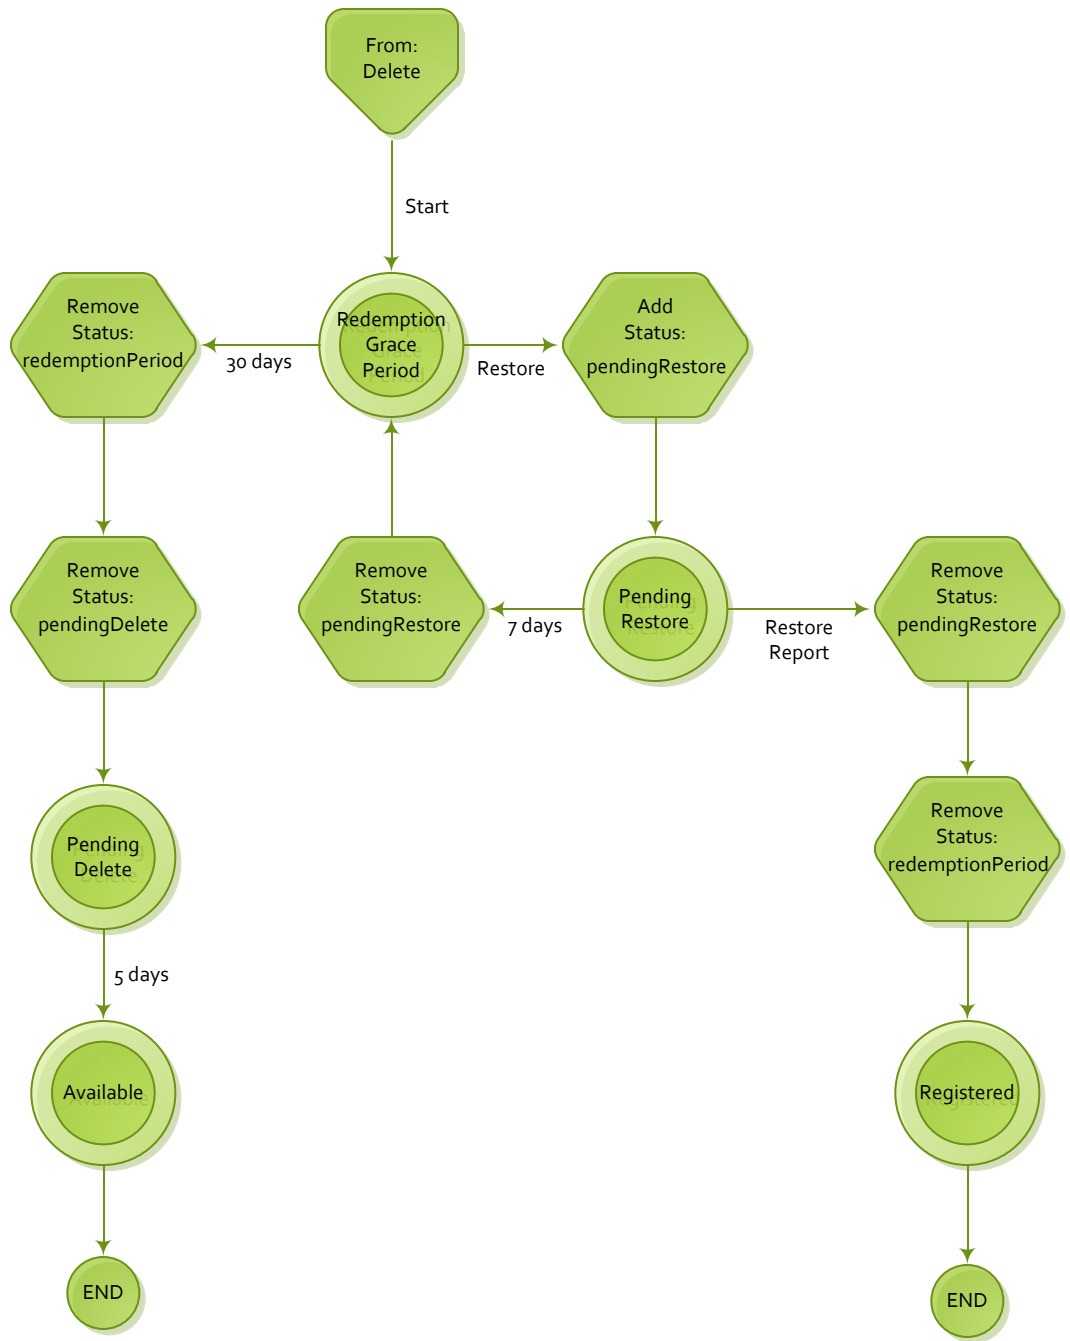 From:
Delete
Start
Remove
Status:
redemptionPeriod
30 days
Redemption
Grace
Period
Restore
Add
Status:
pendingRestore
Remove
Status:
pendingDelete
Remove
Status:
pendingRestore
7 days
Pending
Restore
Restore
Report
Remove
Status:
pendingRestore
Pending
Delete
Remove
Status:
redemptionPeriod
5 days
Available
Registered
END
END